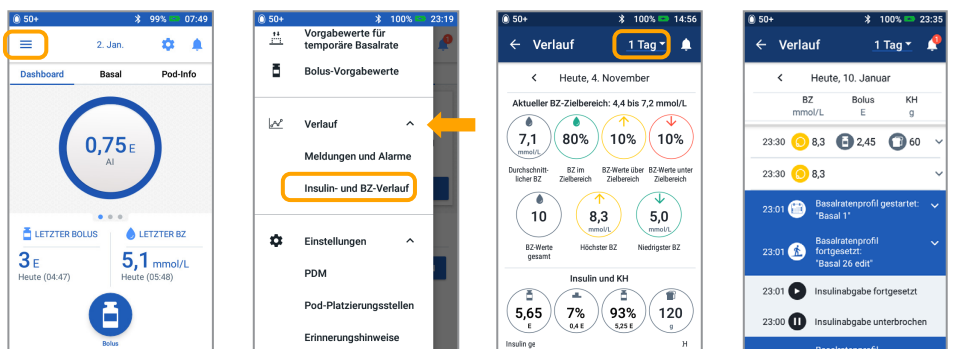 50+ 99% 07:49
2. Jan.
Dashboard Basal Pod-Info
0,75 E
AI
LETZTER BOLUS LETZTER BZ
3 E 5,1 mmol/L
Heute (04:47) Heute (05:48)
Bolus
50+ 100% 23:19
Vorgabewerte für
temporäre Basalrate
Bolus-Vorgabewerte
Verlauf
Meldungen und Alarme
Insulin- und BZ-Verlauf
Einstellungen
PDM
Pod-Platzierungsstellen
Erinnerungshinweise
50+ 100% 14:56
Verlauf 1 Tag
Heute, 4. November
Aktueller BZ-Zielbereich: 4,4 bis 7,2 mmol/L
7,1 80% 10% 10%
mmol/L
Durchschnitt- BZ im BZ-Werte über BZ-Werte unter
licher BZ Zielbereich Zielbereich Zielbereich
10 8,3 5,0
mmol/L mmol/L
BZ-Werte Höchster BZ Niedrigster BZ
gesamt
Insulin und KH
5,65 7% 93% 120
E 0,4 E 5,25 E g
Insulin ge
50+ 100% 23:35
Verlauf 1 Tag
Heute, 10. Januar
BZ Bolus KH
mmol/L E g
23:30 8,3 2,45 60
23:30 8,3
23:01 Basalratenprofil gestartet:
"Basal 1"
Basalratenprofil
23:01 fortgesetzt:
"Basal 26 edit"
23:01 Insulinabgabe fortgesetzt
23:00 Insulinabgabe unterbrochen